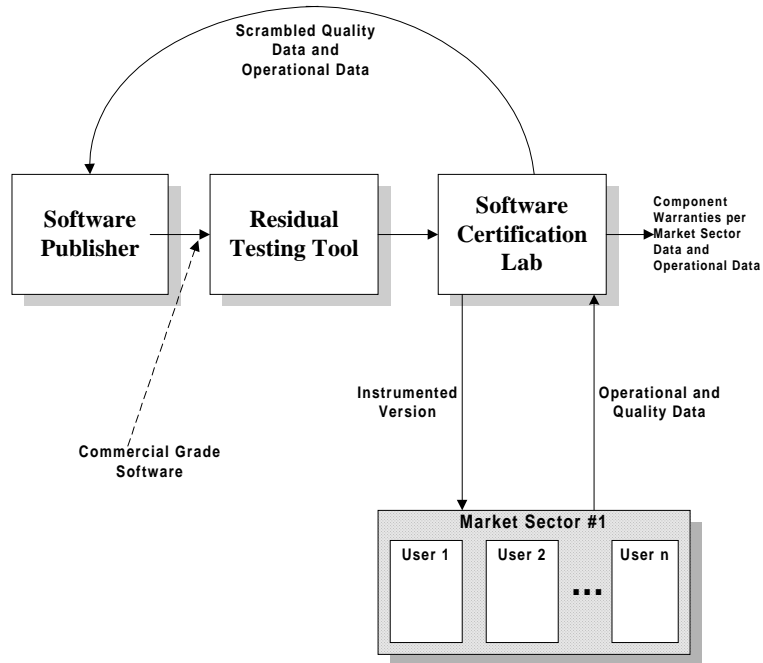 Scrambled Quality
Data and
Operational Data
Software
Publisher
Residual
Testing Tool
Software
Certification
Lab
Component
Warranties per
Market Sector
Data and
Operational Data
Instrumented
Version
Operational and
Quality Data
Commercial Grade
Software
Market Sector #1
User 1
User 2
...
User n